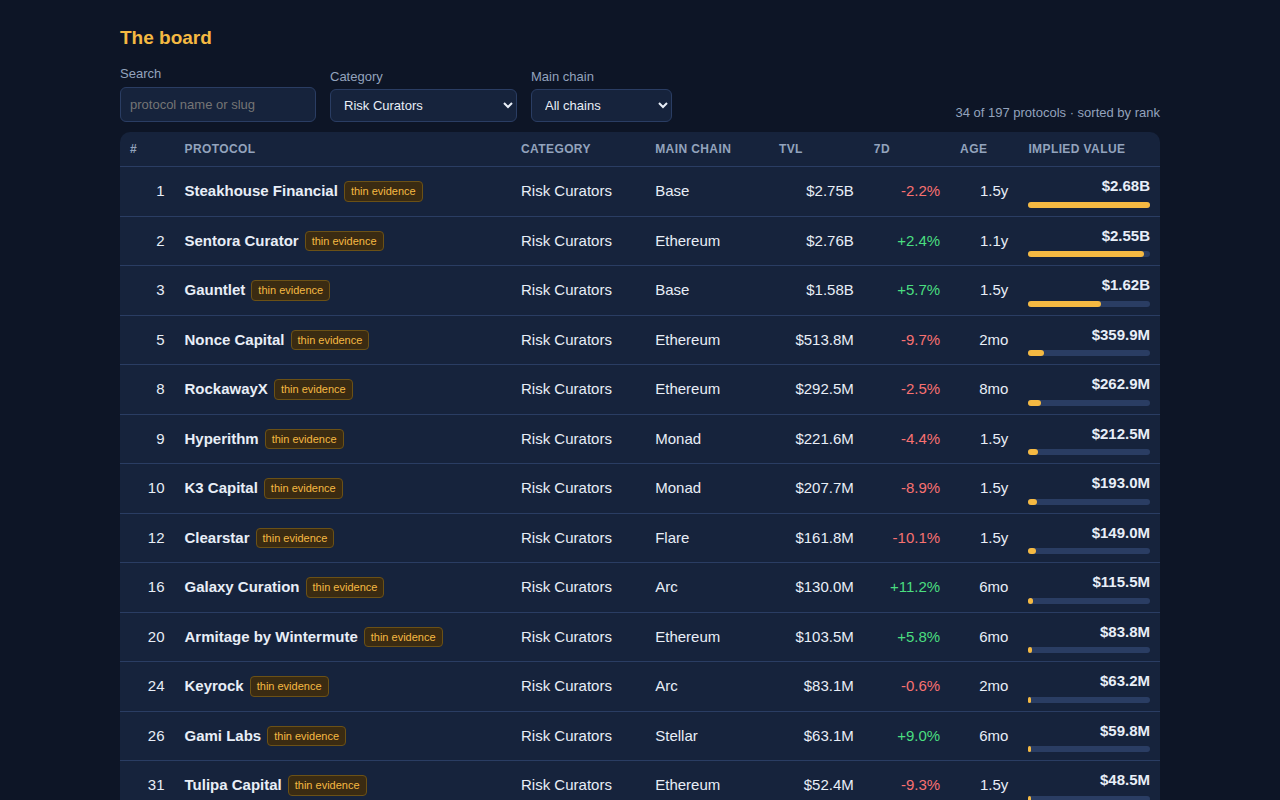 The board
Search
Category
Main chain
protocol name or slug
Risk Curators
All chains
34 of 197 protocols · sorted by rank
# PROTOCOL CATEGORY MAIN CHAIN TVL 7D AGE IMPLIED VALUE
1 Steakhouse Financial thin evidence Risk Curators Base $2.75B -2.2% 1.5y $2.68B
2 Sentora Curator thin evidence Risk Curators Ethereum $2.76B +2.4% 1.1y $2.55B
3 Gauntlet thin evidence Risk Curators Base $1.58B +5.7% 1.5y $1.62B
5 Nonce Capital thin evidence Risk Curators Ethereum $513.8M -9.7% 2mo $359.9M
8 RockawayX thin evidence Risk Curators Ethereum $292.5M -2.5% 8mo $262.9M
9 Hyperithm thin evidence Risk Curators Monad $221.6M -4.4% 1.5y $212.5M
10 K3 Capital thin evidence Risk Curators Monad $207.7M -8.9% 1.5y $193.0M
12 Clearstar thin evidence Risk Curators Flare $161.8M -10.1% 1.5y $149.0M
16 Galaxy Curation thin evidence Risk Curators Arc $130.0M +11.2% 6mo $115.5M
20 Armitage by Wintermute thin evidence Risk Curators Ethereum $103.5M +5.8% 6mo $83.8M
24 Keyrock thin evidence Risk Curators Arc $83.1M -0.6% 2mo $63.2M
26 Gami Labs thin evidence Risk Curators Stellar $63.1M +9.0% 6mo $59.8M
31 Tulipa Capital thin evidence Risk Curators Ethereum $52.4M -9.3% 1.5y $48.5M